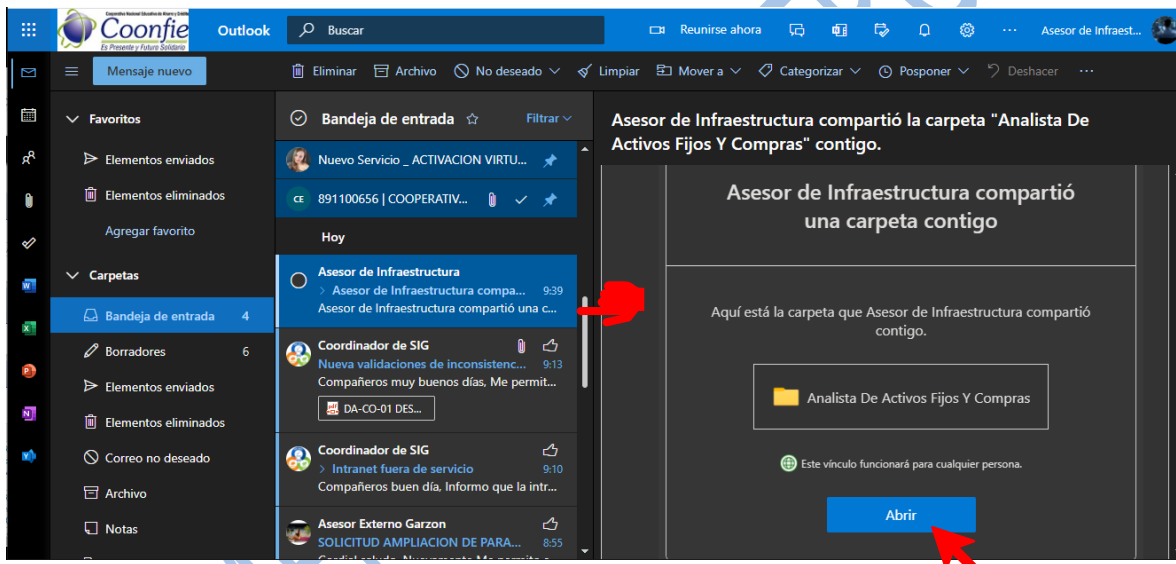 Cooperativa Nacional Educativa de Ahorro y Crédito
Coonfie
Es Presente y Futuro Solidario
Outlook
Buscar
Reunirse ahora
Asesor de Infraest...
Mensaje nuevo
Eliminar
Archivo
No deseado
Limpiar
Mover a
Categorizar
Posponer
Deshacer
Favoritos
Elementos enviados
Elementos eliminados
Agregar favorito
Carpetas
Bandeja de entrada 4
Borradores 6
Elementos enviados
Elementos eliminados
Correo no deseado
Archivo
Notas
Bandeja de entrada
Filtrar
Nuevo Servicio _ ACTIVACION VIRTU...
CE 891100656 | COOPERATIV...
Hoy
Asesor de Infraestructura
> Asesor de Infraestructura compa... 9:39
Asesor de Infraestructura compartió una c...
Coordinador de SIG
Nueva validaciones de inconsistenc... 9:13
Compañeros muy buenos días, Me permit...
DA-CO-01 DES...
Coordinador de SIG
> Intranet fuera de servicio 9:10
Compañeros buen día, Informo que la intr...
Asesor Externo Garzon
SOLICITUD AMPLIACION DE PARA... 8:55
Asesor de Infraestructura compartió la carpeta "Analista De
Activos Fijos Y Compras" contigo.
Asesor de Infraestructura compartió
una carpeta contigo
Aquí está la carpeta que Asesor de Infraestructura compartió
contigo.
Analista De Activos Fijos Y Compras
Este vínculo funcionará para cualquier persona.
Abrir